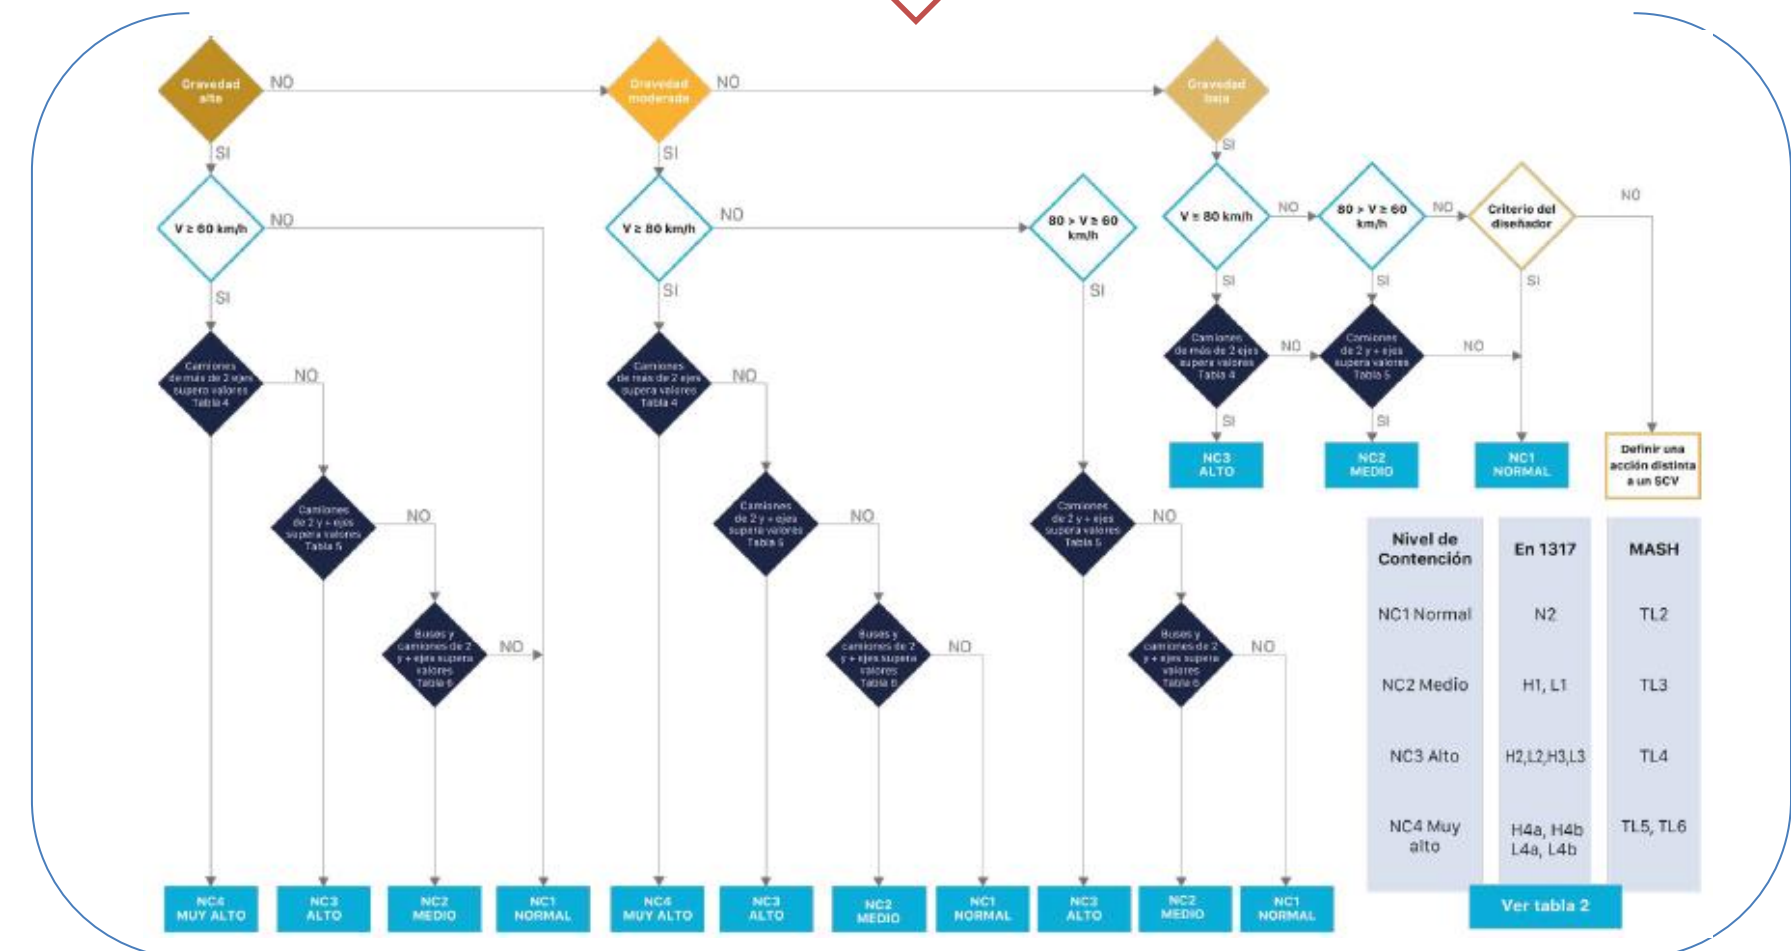 Gravedad
alta
NO
Gravedad
moderada
NO
Gravedad
baja
SI
SI
SI
V ≥ 60 km/h
NO
V ≥ 80 km/h
NO
80 > V ≥ 60
km/h
V ≥ 80 km/h
NO
80 > V ≥ 60
km/h
NO
Criterio del
diseñador
NO
SI
SI
SI
SI
SI
SI
Camiones
de más de 2 ejes
supera valores
Tabla 4
NO
Camiones
de más de 2 ejes
supera valores
Tabla 4
NO
Camiones
de más de 2 ejes
supera valores
Tabla 4
NO
Camiones
de 2 y + ejes
supera valores
Tabla 5
NO
SI
SI
NC3
ALTO
NC2
MEDIO
NC1
NORMAL
Definir una
acción distinta
a un SCV
Camiones
de 2 y + ejes
supera valores
Tabla 5
NO
Camiones
de 2 y + ejes
supera valores
Tabla 5
NO
Camiones
de 2 y + ejes
supera valores
Tabla 5
NO
Buses y
camiones de 2
y + ejes supera
valores
Tabla 6
NO
Buses y
camiones de 2
y + ejes supera
valores
Tabla 6
NO
Buses y
camiones de 2
y + ejes supera
valores
Tabla 6
NO
NC4
MUY ALTO
NC3
ALTO
NC2
MEDIO
NC1
NORMAL
NC4
MUY ALTO
NC3
ALTO
NC2
MEDIO
NC1
NORMAL
NC3
ALTO
NC2
MEDIO
NC1
NORMAL
Nivel de
Contención
En 1317
MASH
NC1 Normal
N2
TL2
NC2 Medio
H1, L1
TL3
NC3 Alto
H2,L2,H3,L3
TL4
NC4 Muy
alto
H4a, H4b
L4a, L4b
TL5, TL6
Ver tabla 2